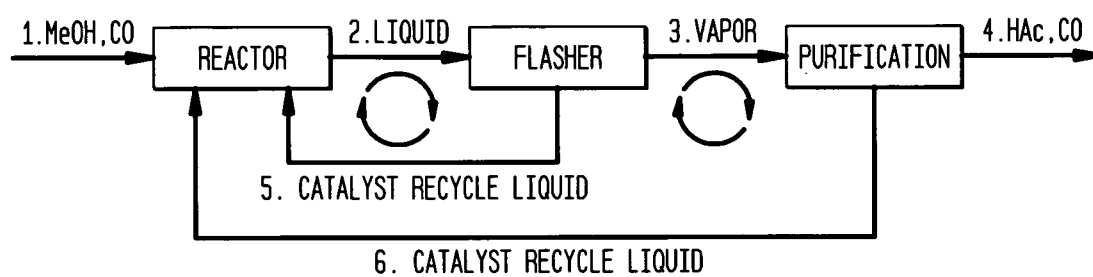 1.MeOH,CO
REACTOR
2.LIQUID
FLASHER
3.VAPOR
PURIFICATION
4.HAc,CO
5. CATALYST RECYCLE LIQUID
6. CATALYST RECYCLE LIQUID